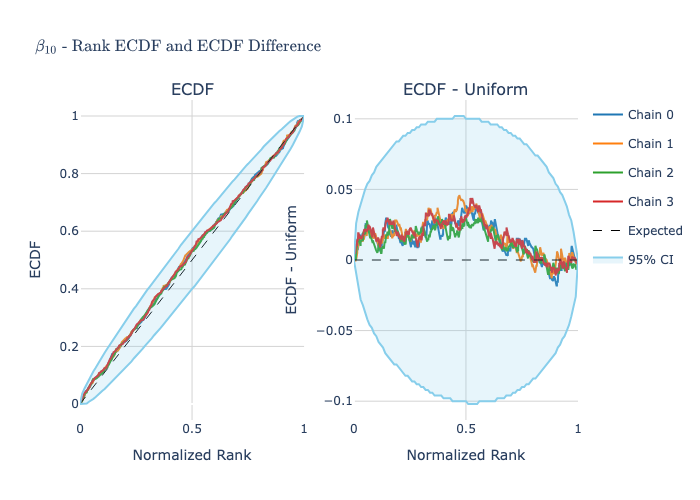 β₁₀ - Rank ECDF and ECDF Difference
ECDF
ECDF - Uniform
1
0.8
0.6
0.4
0.2
0
ECDF
0
0.5
1
Normalized Rank
0.1
0.05
0
−0.05
−0.1
ECDF - Uniform
0
0.5
1
Normalized Rank
Chain 0
Chain 1
Chain 2
Chain 3
Expected
95% CI